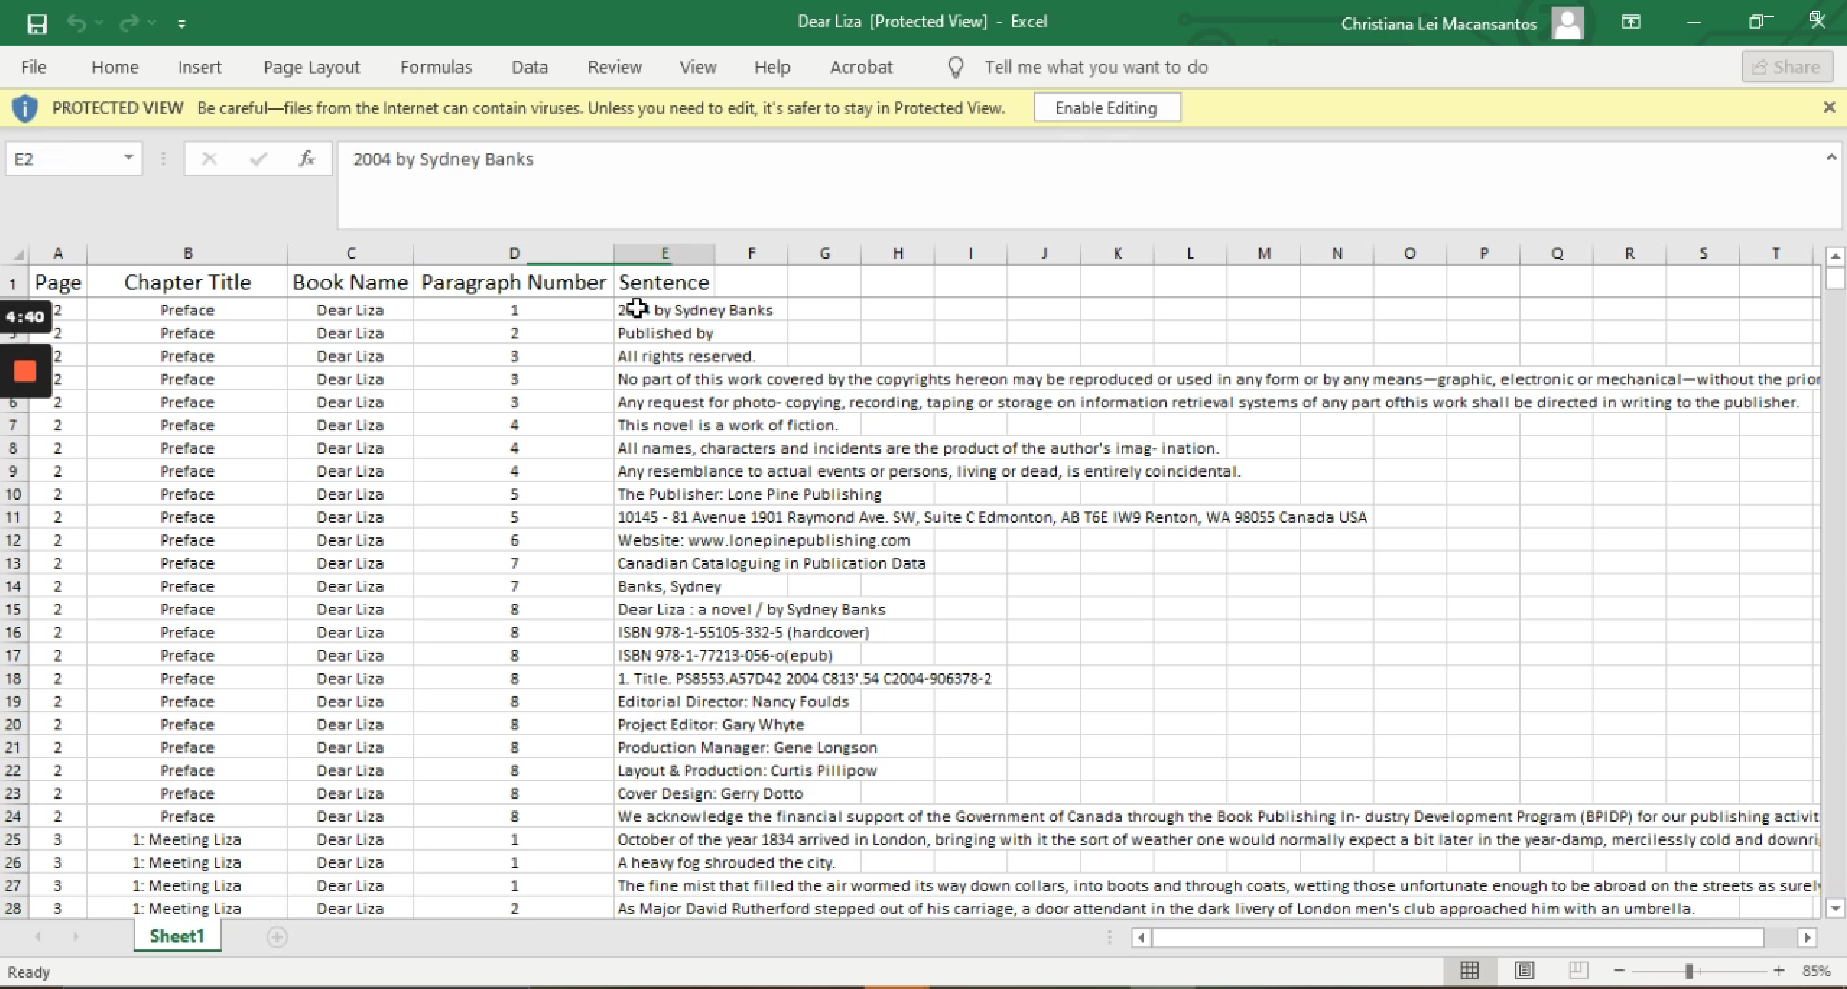 Dear Liza [Protected View] - Excel
Christiana Lei Macansantos
File Home Insert Page Layout Formulas Data Review View Help Acrobat Tell me what you want to do Share
PROTECTED VIEW Be careful—files from the Internet can contain viruses. Unless you need to edit, it's safer to stay in Protected View. Enable Editing
E2 fx 2004 by Sydney Banks
A B C D E F G H I J K L M N O P Q R S T
1 Page Chapter Title Book Name Paragraph Number Sentence
2 Preface Dear Liza 1 by Sydney Banks
4:40
2 Preface Dear Liza 2 Published by
2 Preface Dear Liza 3 All rights reserved.
2 Preface Dear Liza 3 No part of this work covered by the copyrights hereon may be reproduced or used in any form or by any means—graphic, electronic or mechanical—without the prior
6 2 Preface Dear Liza 3 Any request for photo- copying, recording, taping or storage on information retrieval systems of any part ofthis work shall be directed in writing to the publisher.
7 2 Preface Dear Liza 4 This novel is a work of fiction.
8 2 Preface Dear Liza 4 All names, characters and incidents are the product of the author's imag- ination.
9 2 Preface Dear Liza 4 Any resemblance to actual events or persons, living or dead, is entirely coincidental.
10 2 Preface Dear Liza 5 The Publisher: Lone Pine Publishing
11 2 Preface Dear Liza 5 10145 - 81 Avenue 1901 Raymond Ave. SW, Suite C Edmonton, AB T6E IW9 Renton, WA 98055 Canada USA
12 2 Preface Dear Liza 6 Website: www.lonepinepublishing.com
13 2 Preface Dear Liza 7 Canadian Cataloguing in Publication Data
14 2 Preface Dear Liza 7 Banks, Sydney
15 2 Preface Dear Liza 8 Dear Liza : a novel / by Sydney Banks
16 2 Preface Dear Liza 8 ISBN 978-1-55105-332-5 (hardcover)
17 2 Preface Dear Liza 8 ISBN 978-1-77213-056-o(epub)
18 2 Preface Dear Liza 8 1. Title. PS8553.A57D42 2004 C813'.54 C2004-906378-2
19 2 Preface Dear Liza 8 Editorial Director: Nancy Foulds
20 2 Preface Dear Liza 8 Project Editor: Gary Whyte
21 2 Preface Dear Liza 8 Production Manager: Gene Longson
22 2 Preface Dear Liza 8 Layout & Production: Curtis Pillipow
23 2 Preface Dear Liza 8 Cover Design: Gerry Dotto
24 2 Preface Dear Liza 8 We acknowledge the financial support of the Government of Canada through the Book Publishing In- dustry Development Program (BPIDP) for our publishing activit
25 3 1: Meeting Liza Dear Liza 1 October of the year 1834 arrived in London, bringing with it the sort of weather one would normally expect a bit later in the year-damp, mercilessly cold and downri
26 3 1: Meeting Liza Dear Liza 1 A heavy fog shrouded the city.
27 3 1: Meeting Liza Dear Liza 1 The fine mist that filled the air wormed its way down collars, into boots and through coats, wetting those unfortunate enough to be abroad on the streets as surel
28 3 1: Meeting Liza Dear Liza 2 As Major David Rutherford stepped out of his carriage, a door attendant in the dark livery of London men's club approached him with an umbrella.
Sheet1
Ready
85%